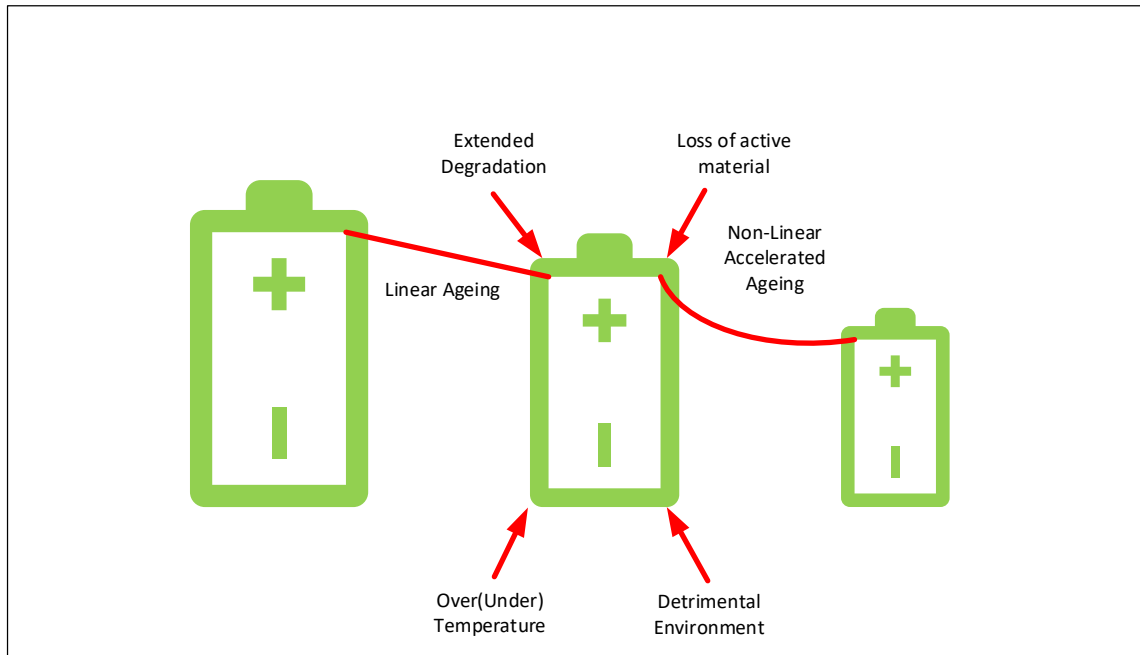 Extended
Degradation
Loss of active
material
Linear Ageing
Non-Linear
Accelerated
Ageing
Over(Under)
Temperature
Detrimental
Environment